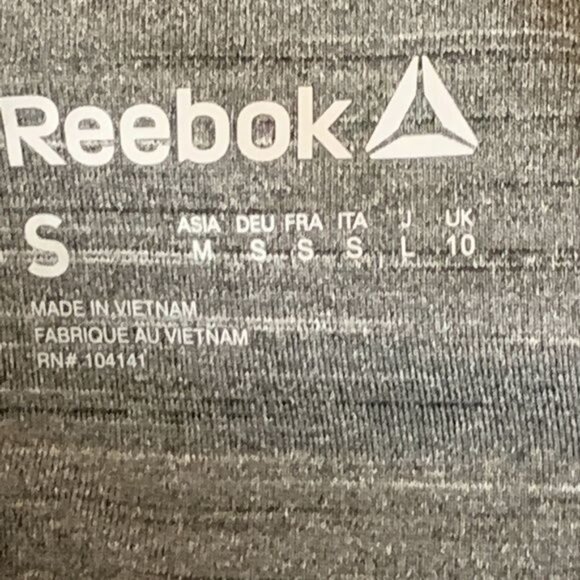 Reebok
S ASIA DEU FRA ITA J UK
M S S S L 10
MADE IN VIETNAM
FABRIQUE AU VIETNAM
RN# 104141